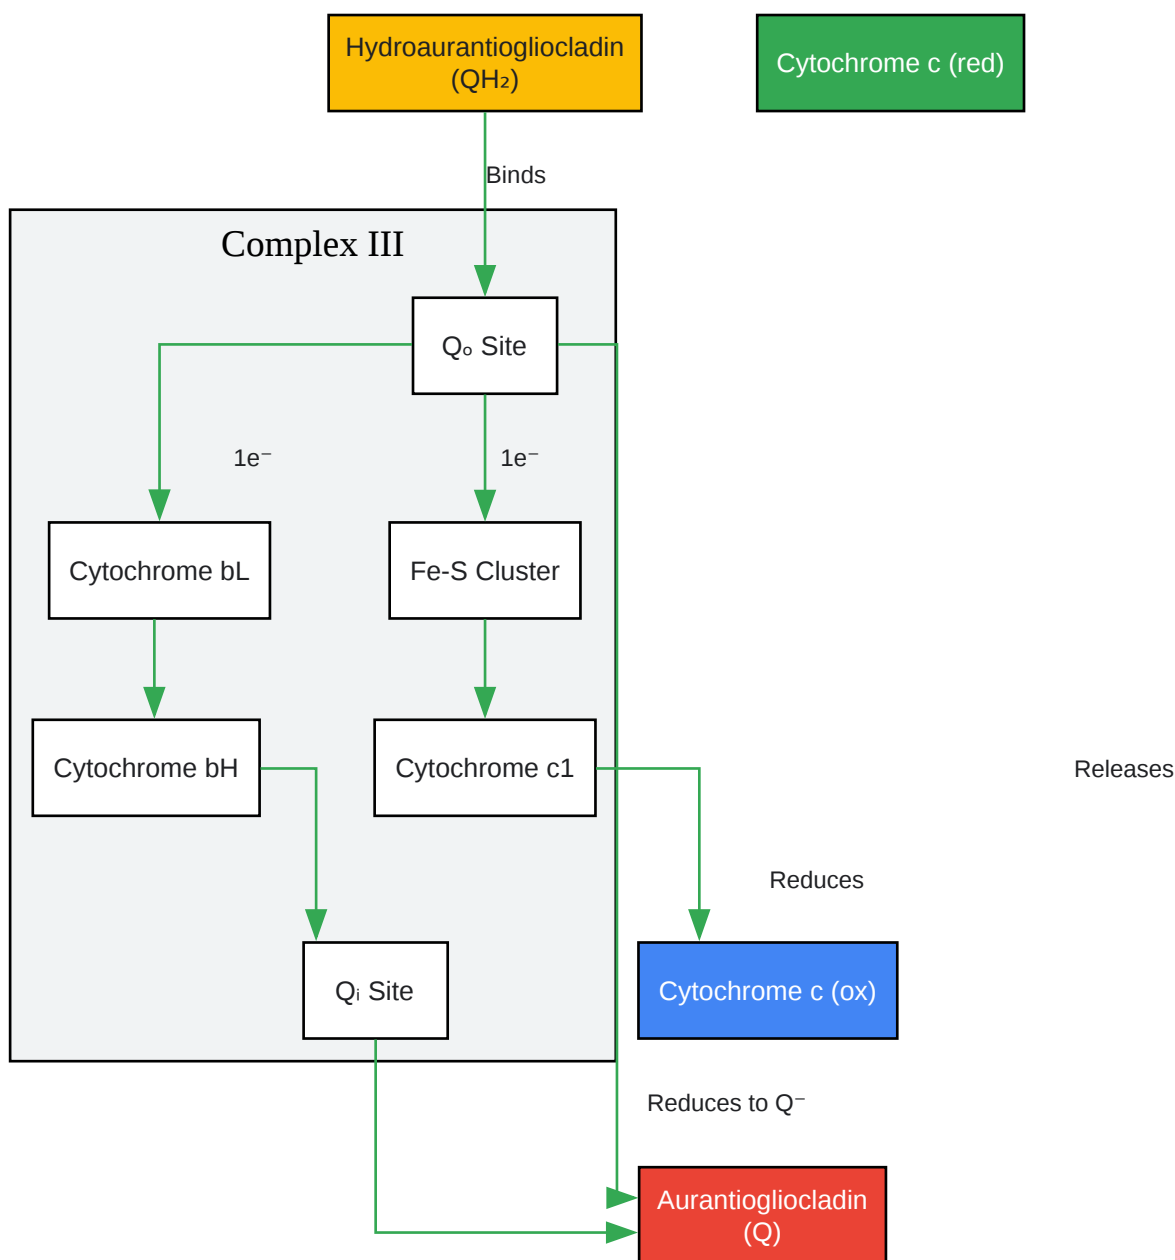 Hydroaurantiogliocladin
(QH₂)
Cytochrome c (red)
Binds
Complex III
Qₒ Site
1e⁻
1e⁻
Cytochrome bL
Fe-S Cluster
Cytochrome bH
Cytochrome c1
Releases
Reduces
Qᵢ Site
Cytochrome c (ox)
Reduces to Q⁻
Aurantiogliocladin
(Q)